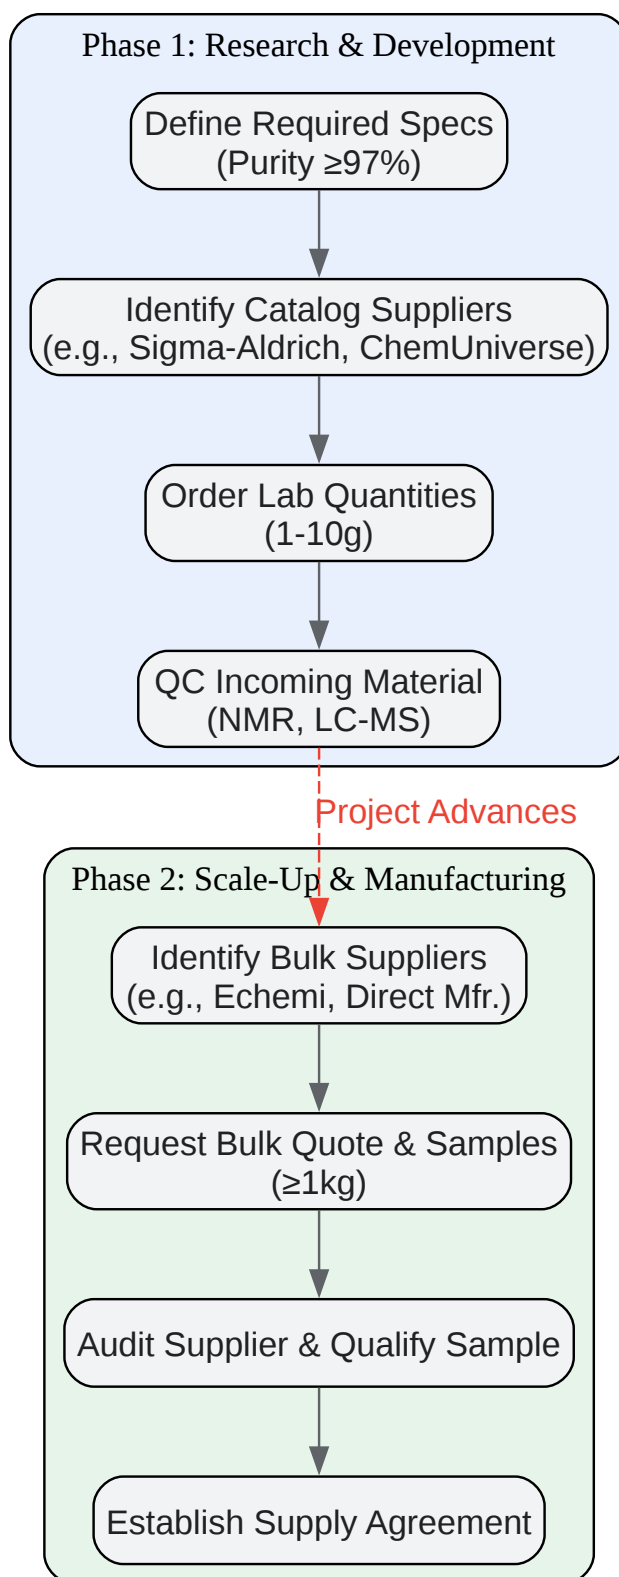 Phase 1: Research & Development
Define Required Specs
(Purity ≥97%)
Identify Catalog Suppliers
(e.g., Sigma-Aldrich, ChemUniverse)
Order Lab Quantities
(1-10g)
QC Incoming Material
(NMR, LC-MS)
Project Advances
Phase 2: Scale-Up & Manufacturing
Identify Bulk Suppliers
(e.g., Echemi, Direct Mfr.)
Request Bulk Quote & Samples
(≥1kg)
Audit Supplier & Qualify Sample
Establish Supply Agreement